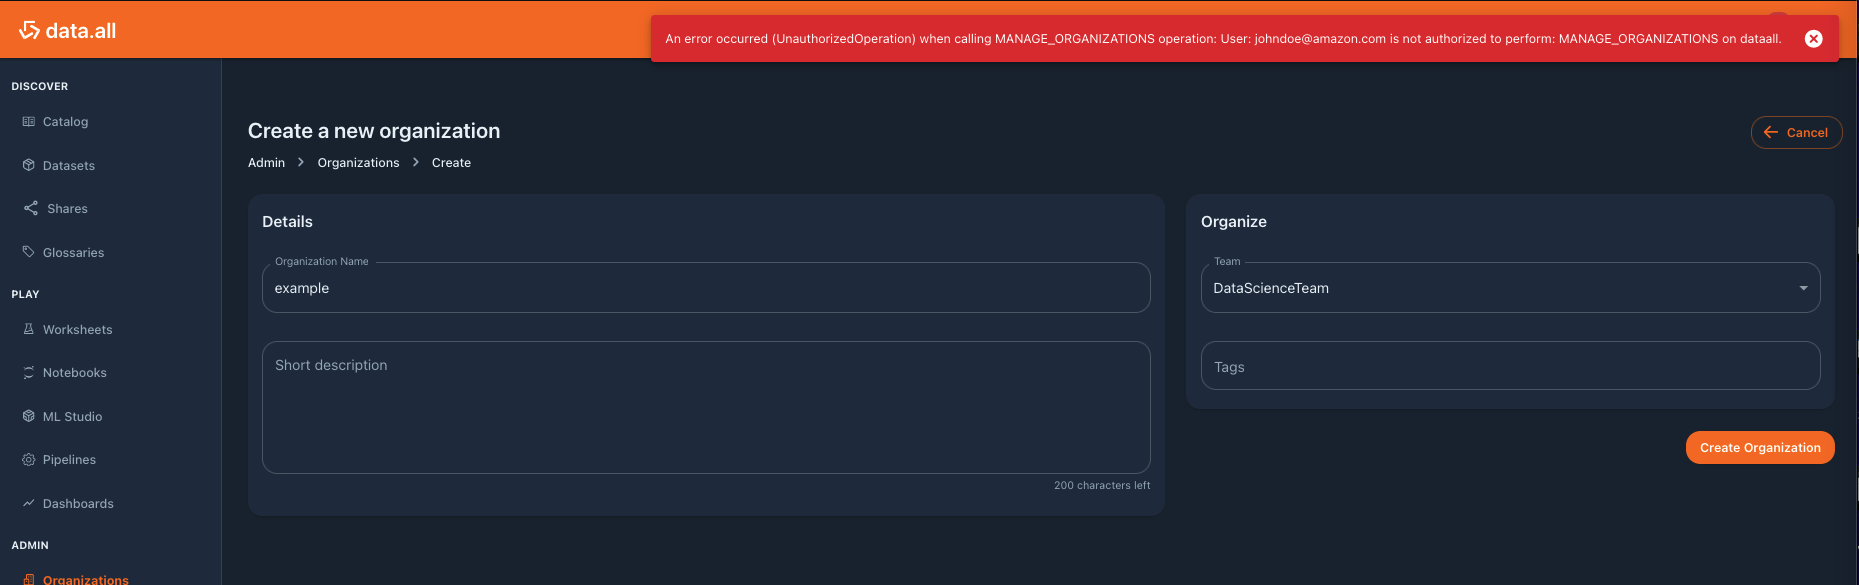 data.all
An error occurred (UnauthorizedOperation) when calling MANAGE_ORGANIZATIONS operation: User: johndoe@amazon.com is not authorized to perform: MANAGE_ORGANIZATIONS on dataall.
DISCOVER
Catalog
Datasets
Shares
Glossaries
PLAY
Worksheets
Notebooks
ML Studio
Pipelines
Dashboards
ADMIN
Organizations
Create a new organization
Cancel
Admin > Organizations > Create
Details
Organization Name
example
Short description
200 characters left
Organize
Team
DataScienceTeam
Tags
Create Organization